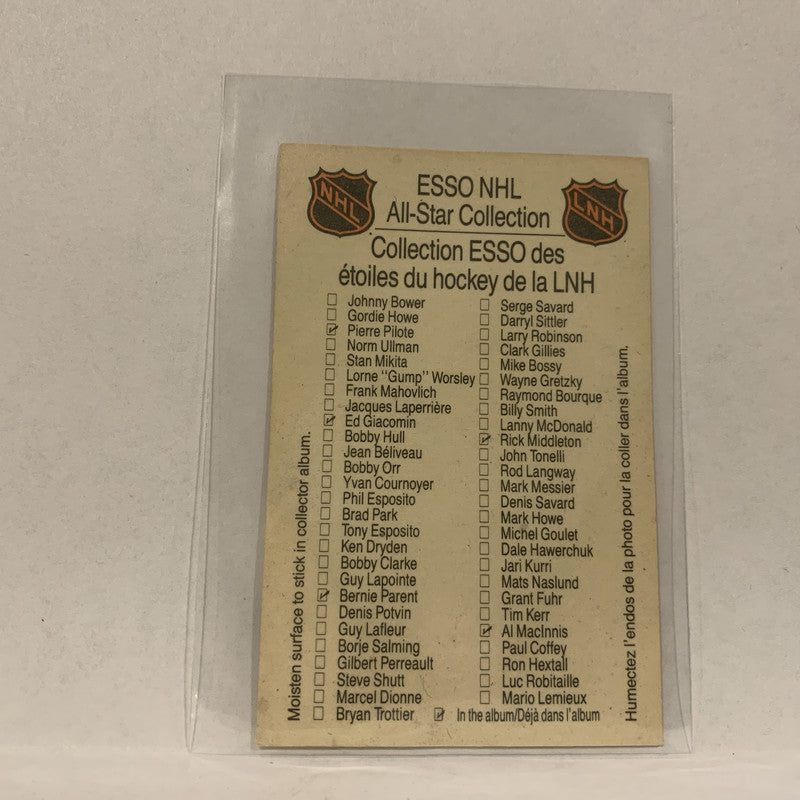 NHL
ESSO NHL
All-Star Collection
LNH
Collection ESSO des
étoiles du hockey de la LNH
☐ Johnny Bower
☐ Gordie Howe
☑ Pierre Pilote
☐ Norm Ullman
☐ Stan Mikita
☐ Lorne "Gump" Worsley
☐ Frank Mahovlich
☐ Jacques Laperrière
☑ Ed Giacomin
☐ Bobby Hull
☐ Jean Béliveau
☐ Bobby Orr
☐ Yvan Cournoyer
☐ Phil Esposito
☐ Brad Park
☐ Tony Esposito
☐ Ken Dryden
☐ Bobby Clarke
☐ Guy Lapointe
☑ Bernie Parent
☐ Denis Potvin
☐ Guy Lafleur
☐ Borje Salming
☐ Gilbert Perreault
☐ Steve Shutt
☐ Marcel Dionne
☐ Bryan Trottier
☐ Serge Savard
☐ Darryl Sittler
☐ Larry Robinson
☐ Clark Gillies
☐ Mike Bossy
☐ Wayne Gretzky
☐ Raymond Bourque
☐ Billy Smith
☐ Lanny McDonald
☑ Rick Middleton
☐ John Tonelli
☐ Rod Langway
☐ Mark Messier
☐ Denis Savard
☐ Mark Howe
☐ Michel Goulet
☐ Dale Hawerchuk
☐ Jari Kurri
☐ Mats Naslund
☐ Grant Fuhr
☐ Tim Kerr
☑ Al MacInnis
☐ Paul Coffey
☐ Ron Hextall
☐ Luc Robitaille
☐ Mario Lemieux
☑ In the album/Déjà dans l'album
Moisten surface to stick in collector album.
Humectez l'endos de la photo pour la coller dans l'album.